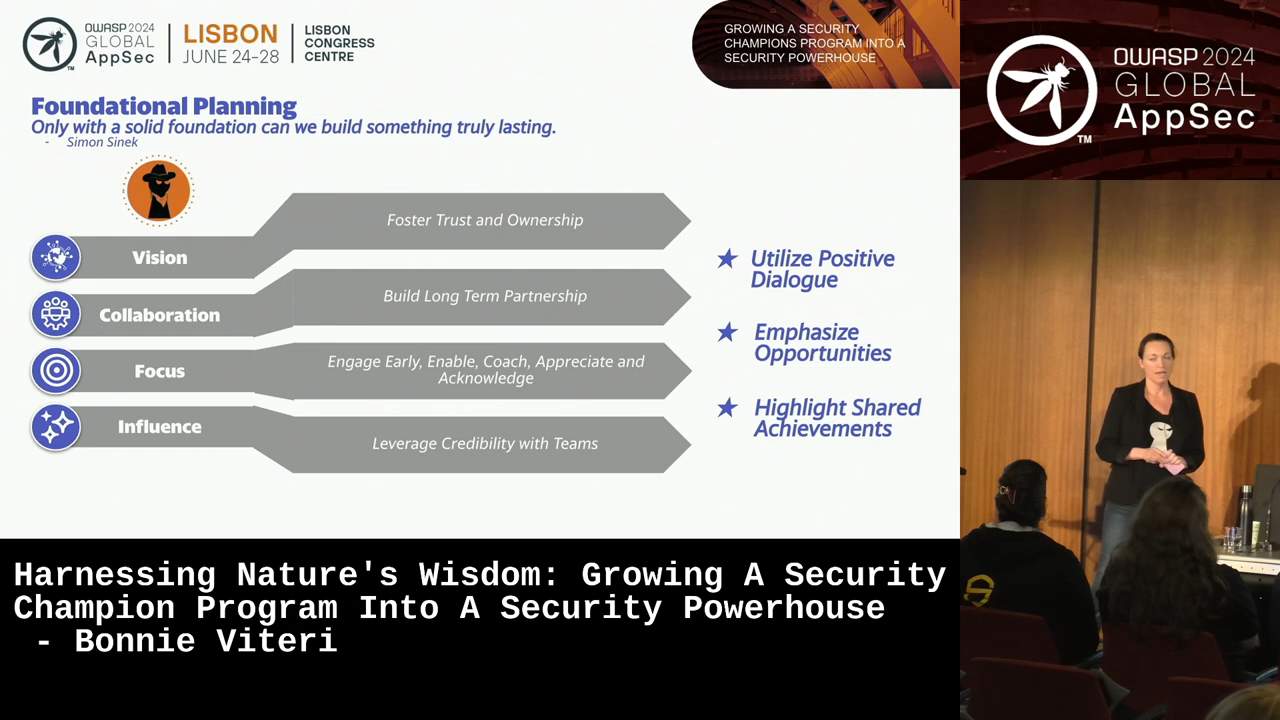 OWASP 2024
GLOBAL
AppSec
TM
LISBON
JUNE 24-28
LISBON
CONGRESS
CENTRE
GROWING A SECURITY
CHAMPIONS PROGRAM INTO A
SECURITY POWERHOUSE
OWASP 2024
GLOBAL
AppSec
TM
Foundational Planning
Only with a solid foundation can we build something truly lasting.
- Simon Sinek
Vision
Foster Trust and Ownership
Collaboration
Build Long Term Partnership
Focus
Engage Early, Enable, Coach, Appreciate and
Acknowledge
Influence
Leverage Credibility with Teams
Utilize Positive
Dialogue
Emphasize
Opportunities
Highlight Shared
Achievements
Harnessing Nature's Wisdom: Growing A Security
Champion Program Into A Security Powerhouse
- Bonnie Viteri